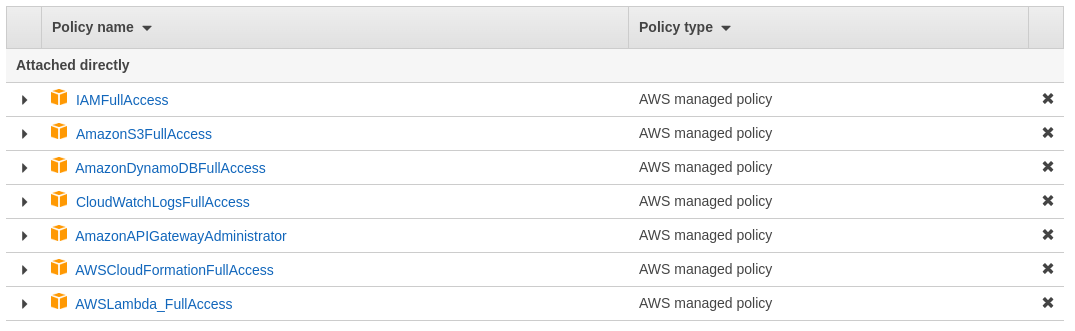 Policy name Policy type
Attached directly
IAMFullAccess AWS managed policy
AmazonS3FullAccess AWS managed policy
AmazonDynamoDBFullAccess AWS managed policy
CloudWatchLogsFullAccess AWS managed policy
AmazonAPIGatewayAdministrator AWS managed policy
AWSCloudFormationFullAccess AWS managed policy
AWSLambda_FullAccess AWS managed policy